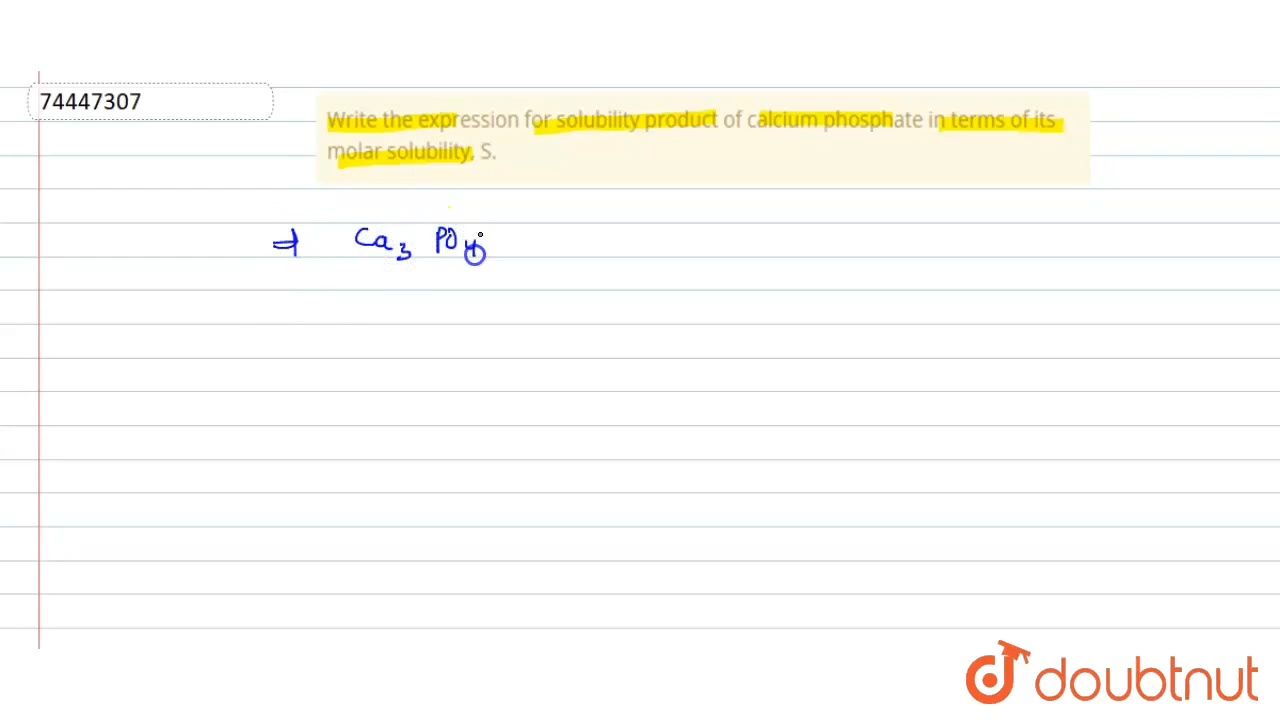 74447307
Write the expression for solubility product of calcium phosphate in terms of its
molar solubility, S.
⇒ Ca3 PO4
doubtnut